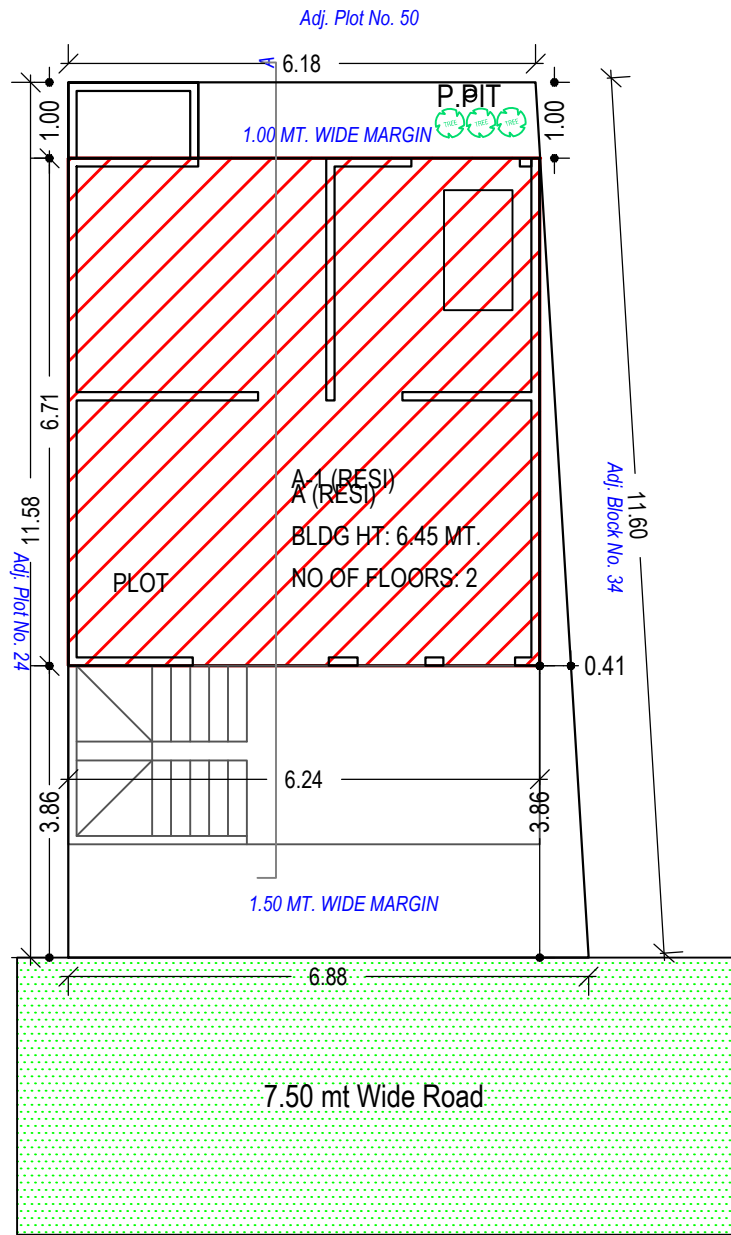 Adj. Plot No. 50
A
6.18
P.PIT
P
TREE TREE TREE
1.00
1.00
1.00 MT. WIDE MARGIN
6.71
11.58
Adj. Plot No. 24
A-1 (RESI)
A (RESI)
BLDG HT: 6.45 MT.
NO OF FLOORS: 2
PLOT
Adj. Block No. 34
11.60
0.41
6.24
3.86
3.86
1.50 MT. WIDE MARGIN
6.88
7.50 mt Wide Road